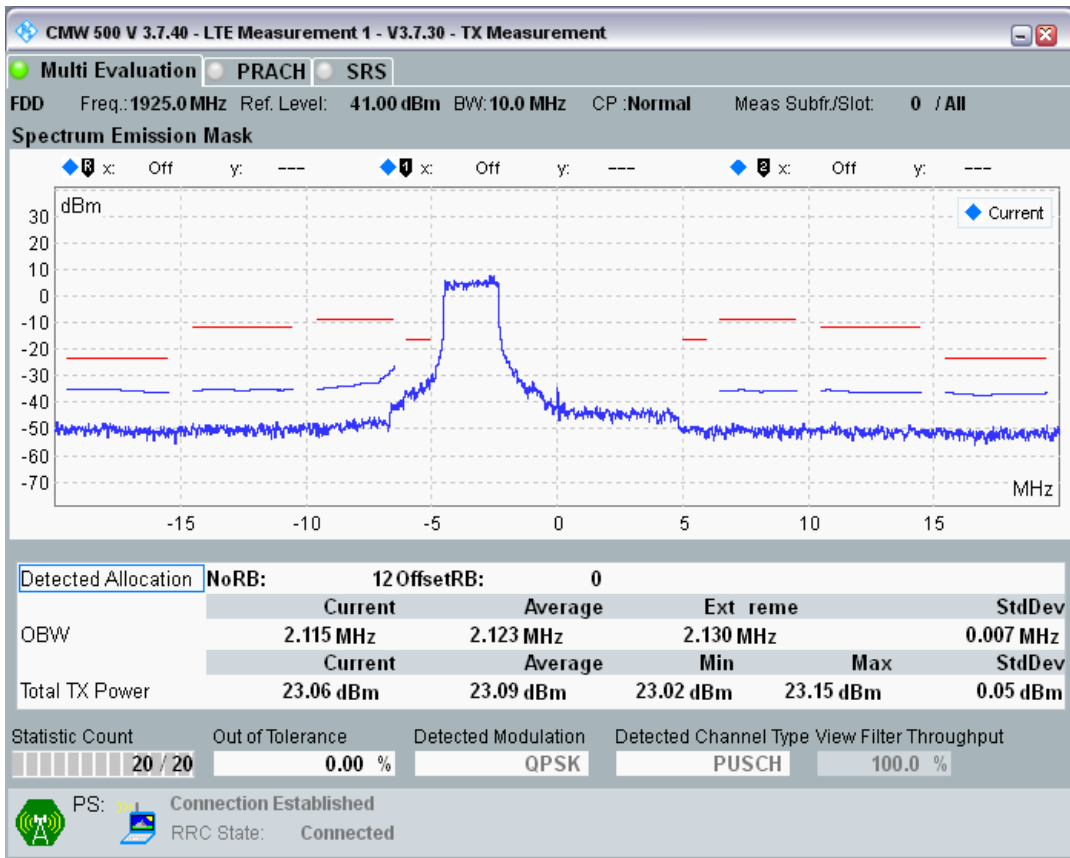 CMW 500 V 3.7.40 - LTE Measurement 1 - V3.7.30 - TX Measurement
Multi Evaluation PRACH SRS
FDD Freq.: 1925.0 MHz Ref. Level: 41.00 dBm BW: 10.0 MHz CP : Normal Meas Subfr./Slot: 0 / All
Spectrum Emission Mask
R x: Off y: --- 1 x: Off y: --- 2 x: Off y: ---
dBm
Current
30
20
10
0
-10
-20
-30
-40
-50
-60
-70
MHz
-15 -10 -5 0 5 10 15
Detected Allocation NoRB: 12 OffsetRB: 0
Current Average Ext reme StdDev
OBW 2.115 MHz 2.123 MHz 2.130 MHz 0.007 MHz
Current Average Min Max StdDev
Total TX Power 23.06 dBm 23.09 dBm 23.02 dBm 23.15 dBm 0.05 dBm
Statistic Count Out of Tolerance Detected Modulation Detected Channel Type View Filter Throughput
20 / 20 0.00 % QPSK PUSCH 100.0 %
PS: Connection Established
RRC State: Connected